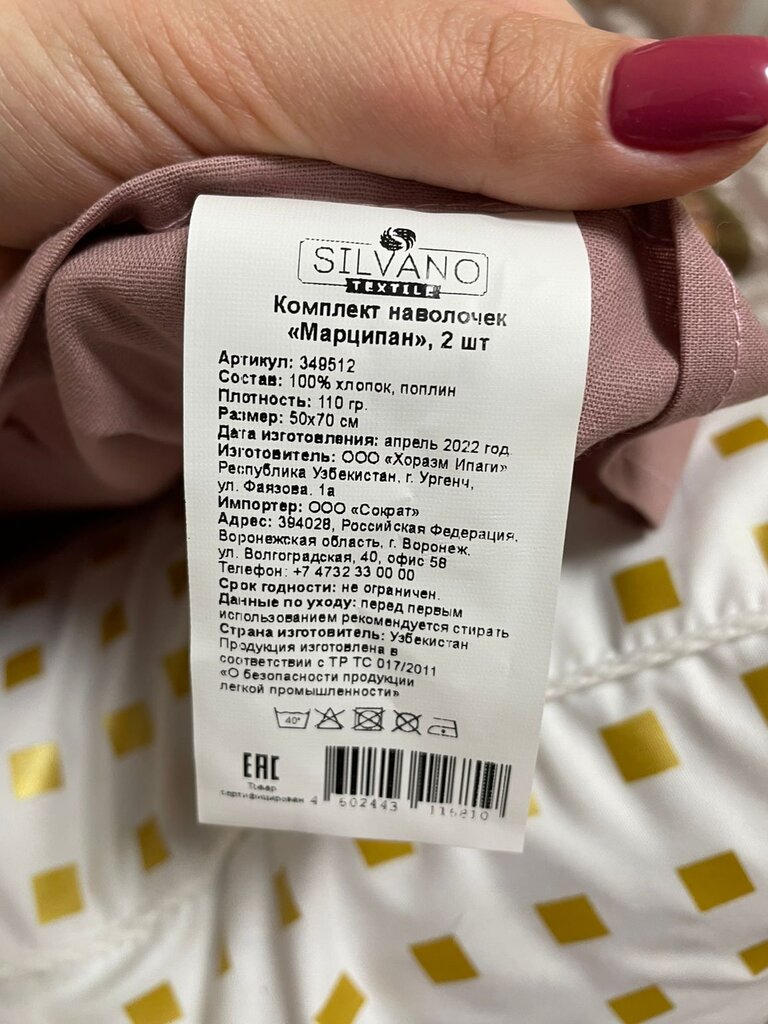 SILVANO
TEXTILE
Комплект наволочек
«Марципан», 2 шт
Артикул: 349512
Состав: 100% хлопок, поплин
Плотность: 110 гр.
Размер: 50х70 см
Дата изготовления: апрель 2022 год
Изготовитель: ООО «Хоразм Ипаги»
Республика Узбекистан, г. Ургенч,
ул. Фаязова, 1а
Импортер: ООО «Сократ»
Адрес: 394028, Российская Федерация,
Воронежская область, г. Воронеж,
ул. Волгоградская, 40, офис 58
Телефон: +7 4732 33 00 00
Срок годности: не ограничен.
Данные по уходу: перед первым
использованием рекомендуется стирать
Страна изготовитель: Узбекистан
Продукция изготовлена в
соответствии с ТР ТС 017/2011
«О безопасности продукции
легкой промышленности»
40°
ЕАС
Товар
сертифицирован
4 602443 116810